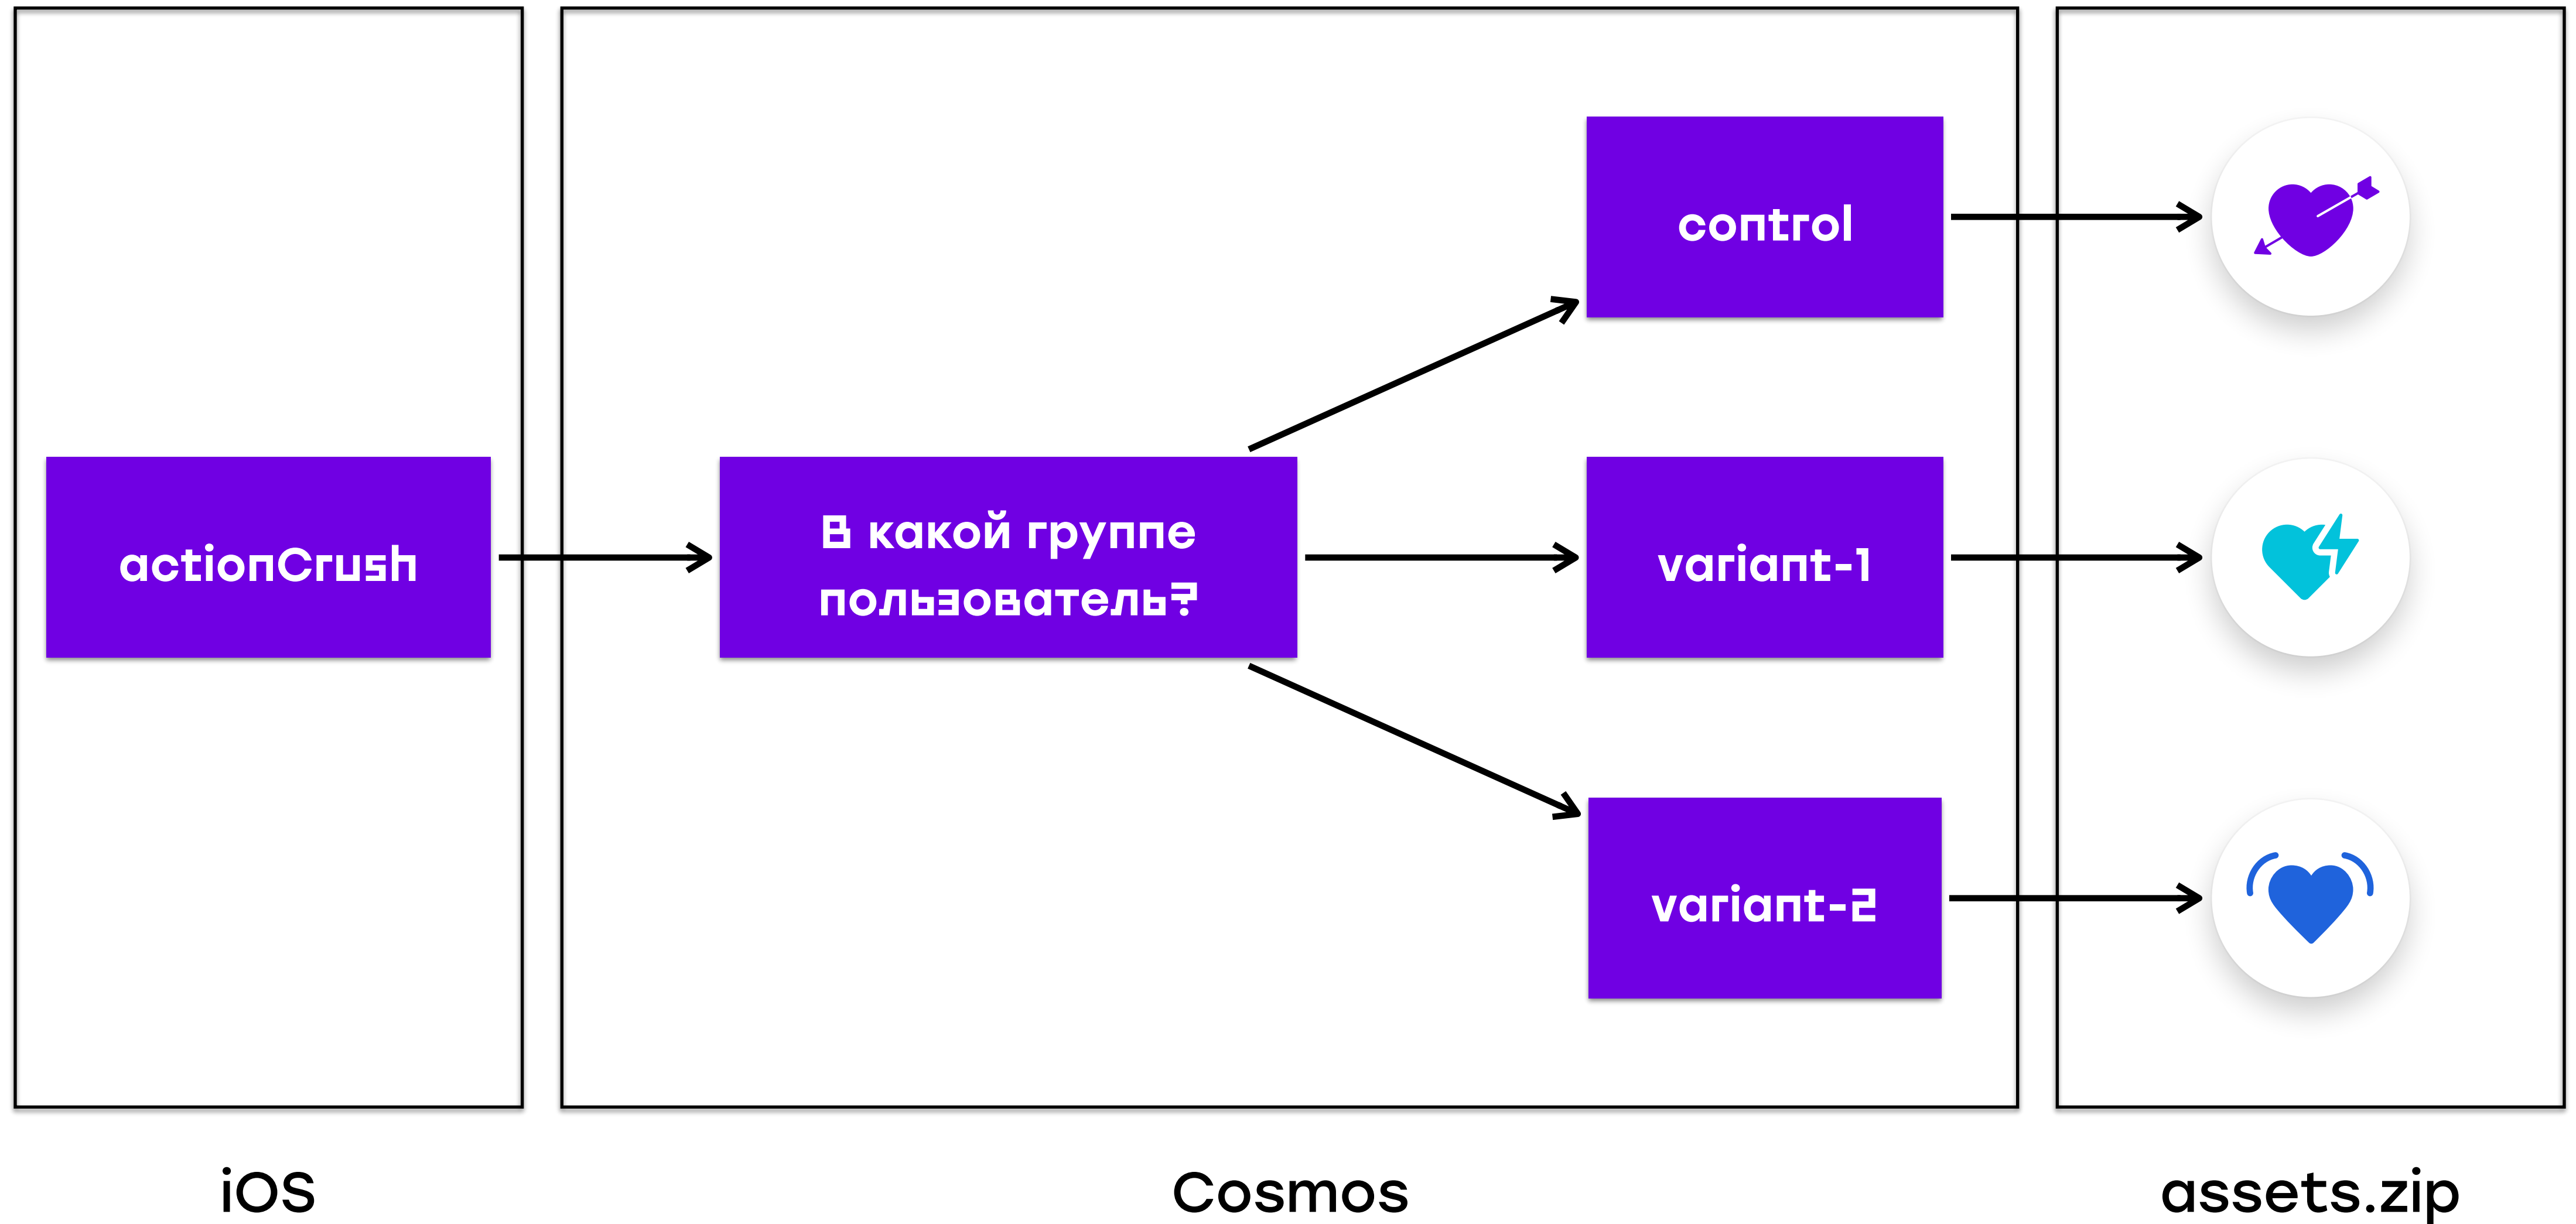 actionCrush
В какой группе
пользователь?
control
variant-1
variant-2
iOS
Cosmos
assets.zip